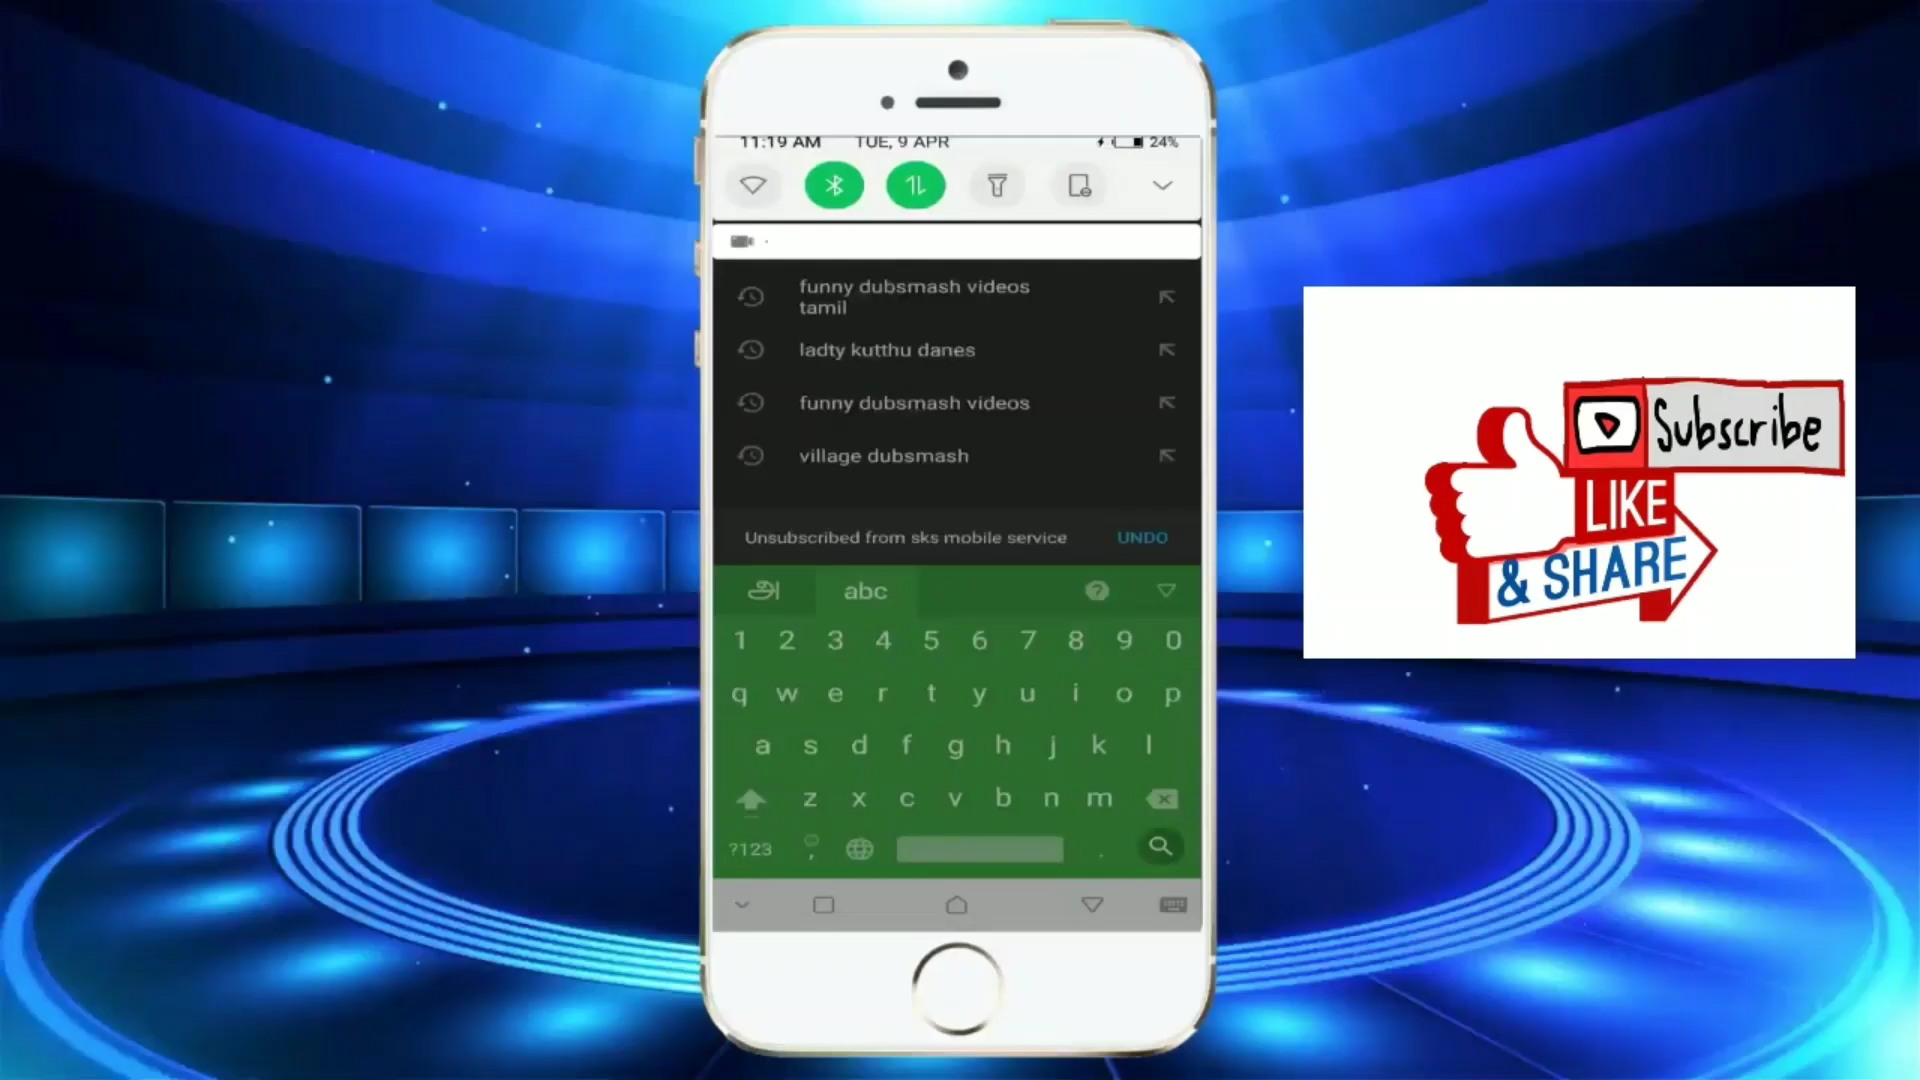 11:19 AM TUE, 9 APR 24%
funny dubsmash videos
tamil
ladty kutthu danes
funny dubsmash videos
village dubsmash
Unsubscribed from sks mobile service UNDO
அ abc ?
1 2 3 4 5 6 7 8 9 0
q w e r t y u i o p
a s d f g h j k l
z x c v b n m
?123 , .
Subscribe
LIKE
& SHARE